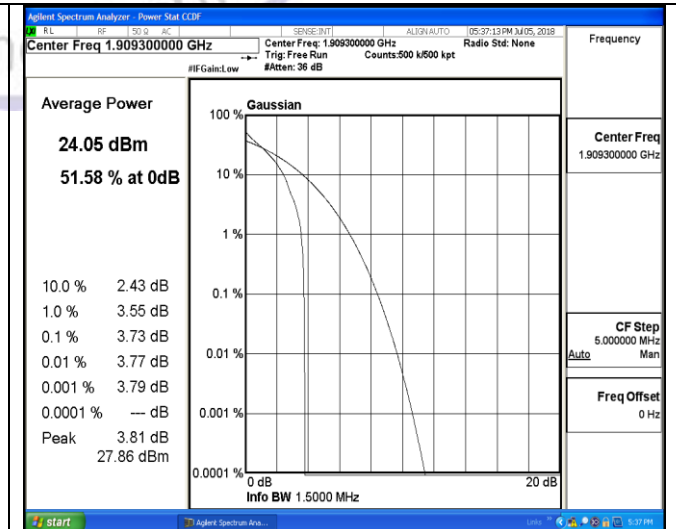 Agilent Spectrum Analyzer - Power Stat CCDF
RL RF 50 Ω AC SENSE:INT ALIGN AUTO 05:37:13 PM Jul 05, 2018
Center Freq 1.909300000 GHz
Center Freq: 1.909300000 GHz Radio Std: None
Trig: Free Run Counts:500 k/500 kpt
#IFGain:Low #Atten: 36 dB
Frequency
Average Power
24.05 dBm
51.58 % at 0dB
10.0 % 2.43 dB
1.0 % 3.55 dB
0.1 % 3.73 dB
0.01 % 3.77 dB
0.001 % 3.79 dB
0.0001 % --- dB
Peak 3.81 dB
27.86 dBm
Gaussian
100 %
10 %
1 %
0.1 %
0.01 %
0.001 %
0.0001 %
0 dB 20 dB
Info BW 1.5000 MHz
Center Freq
1.909300000 GHz
CF Step
5.000000 MHz
Auto Man
Freq Offset
0 Hz
start Agilent Spectrum Ana... Links » 5:37 PM